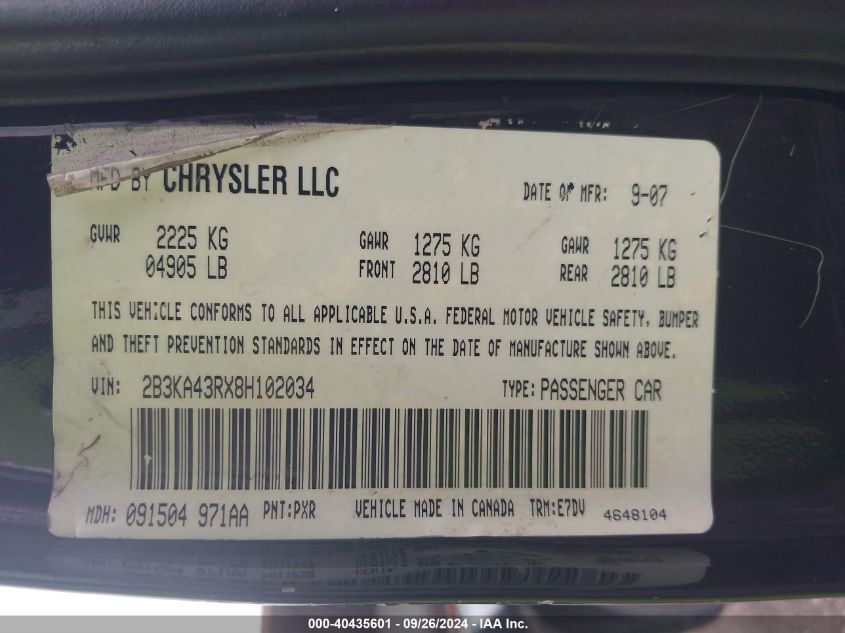 MFD BY CHRYSLER LLC
DATE OF MFR: 9-07
GVWR 2225 KG GAWR 1275 KG GAWR 1275 KG
04905 LB FRONT 2810 LB REAR 2810 LB
THIS VEHICLE CONFORMS TO ALL APPLICABLE U.S.A. FEDERAL MOTOR VEHICLE SAFETY, BUMPER
AND THEFT PREVENTION STANDARDS IN EFFECT ON THE DATE OF MANUFACTURE SHOWN ABOVE.
VIN: 2B3KA43RX8H102034 TYPE: PASSENGER CAR
MDH: 091504 971AA PNT:PXR VEHICLE MADE IN CANADA TRM:E7DV 4648104
000-40435601 - 09/26/2024 - IAA Inc.